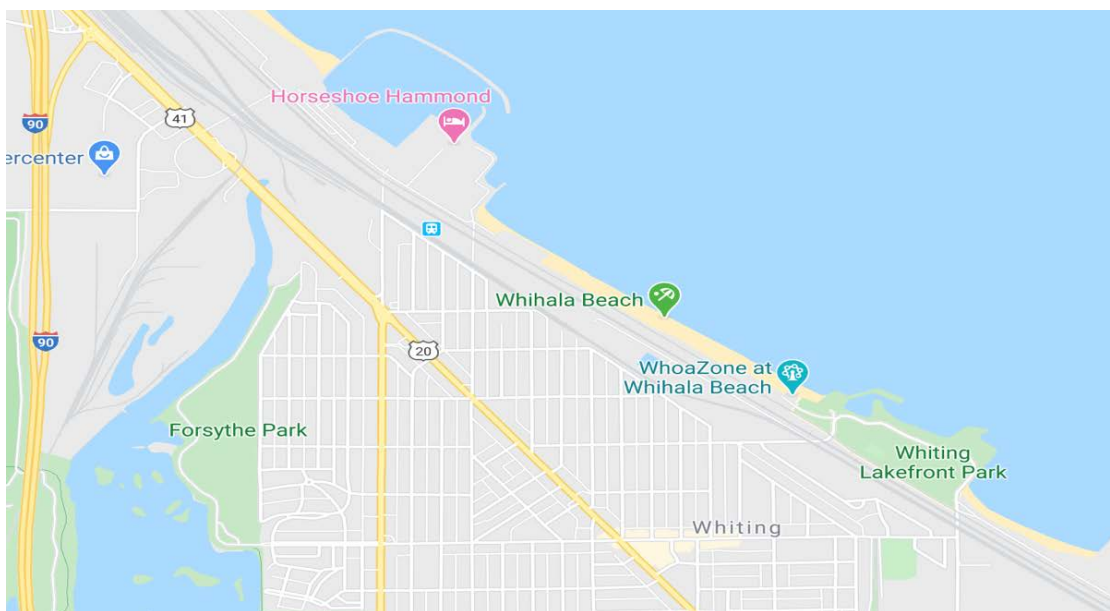 Horseshoe Hammond
41
90
ercenter
Whihala Beach
90
20
WhoaZone at
Whihala Beach
Forsythe Park
Whiting
Lakefront Park
Whiting